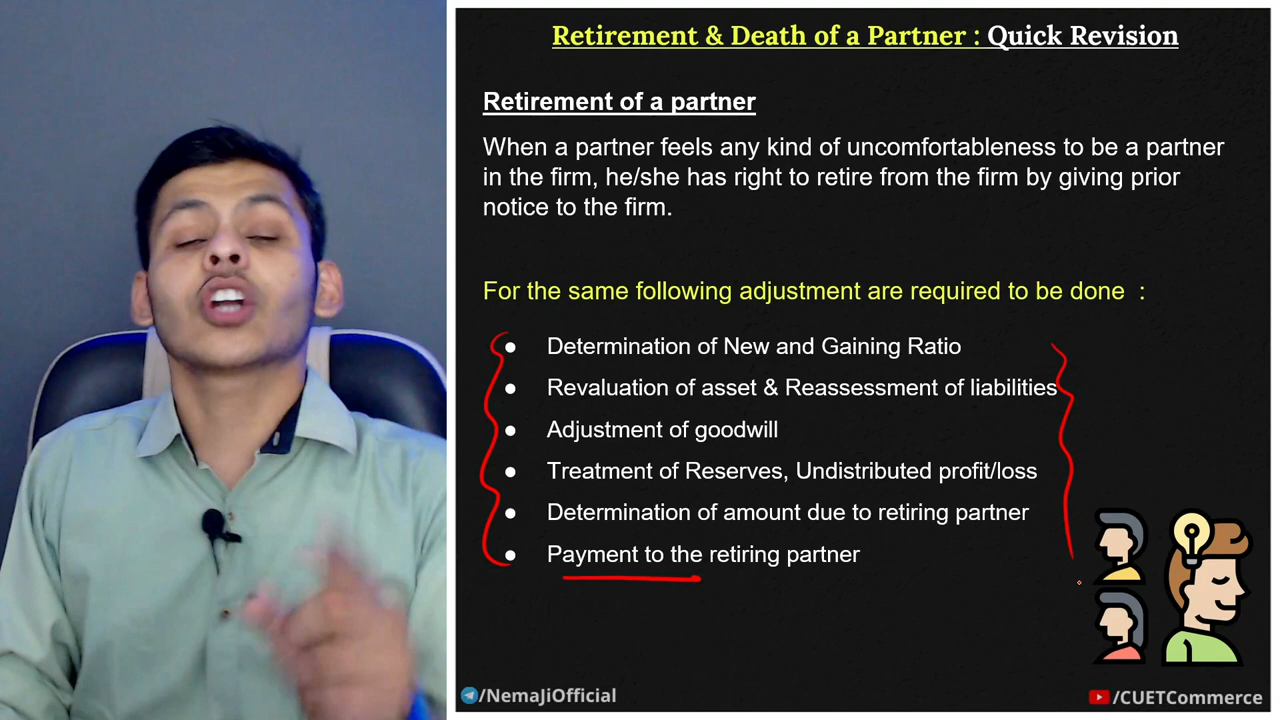 Retirement & Death of a Partner : Quick Revision
Retirement of a partner
When a partner feels any kind of uncomfortableness to be a partner
in the firm, he/she has right to retire from the firm by giving prior
notice to the firm.
For the same following adjustment are required to be done :
● Determination of New and Gaining Ratio
● Revaluation of asset & Reassessment of liabilities
● Adjustment of goodwill
● Treatment of Reserves, Undistributed profit/loss
● Determination of amount due to retiring partner
● Payment to the retiring partner
/NemaJiOfficial
/CUETCommerce